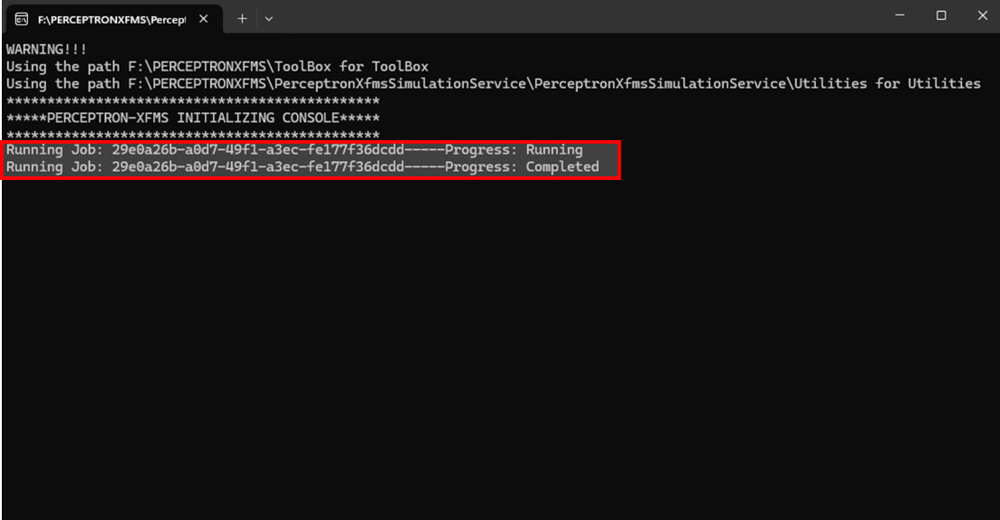 F:\PERCEPTRONXFMS\Percept
WARNING!!!
Using the path F:\PERCEPTRONXFMS\ToolBox for ToolBox
Using the path F:\PERCEPTRONXFMS\PerceptronXfmsSimulationService\PerceptronXfmsSimulationService\Utilities for Utilities
**********************************************
*****PERCEPTRON-XFMS INITIALIZING CONSOLE*****
**********************************************
Running Job: 29e0a26b-a0d7-49f1-a3ec-fe177f36dcdd-----Progress: Running
Running Job: 29e0a26b-a0d7-49f1-a3ec-fe177f36dcdd-----Progress: Completed